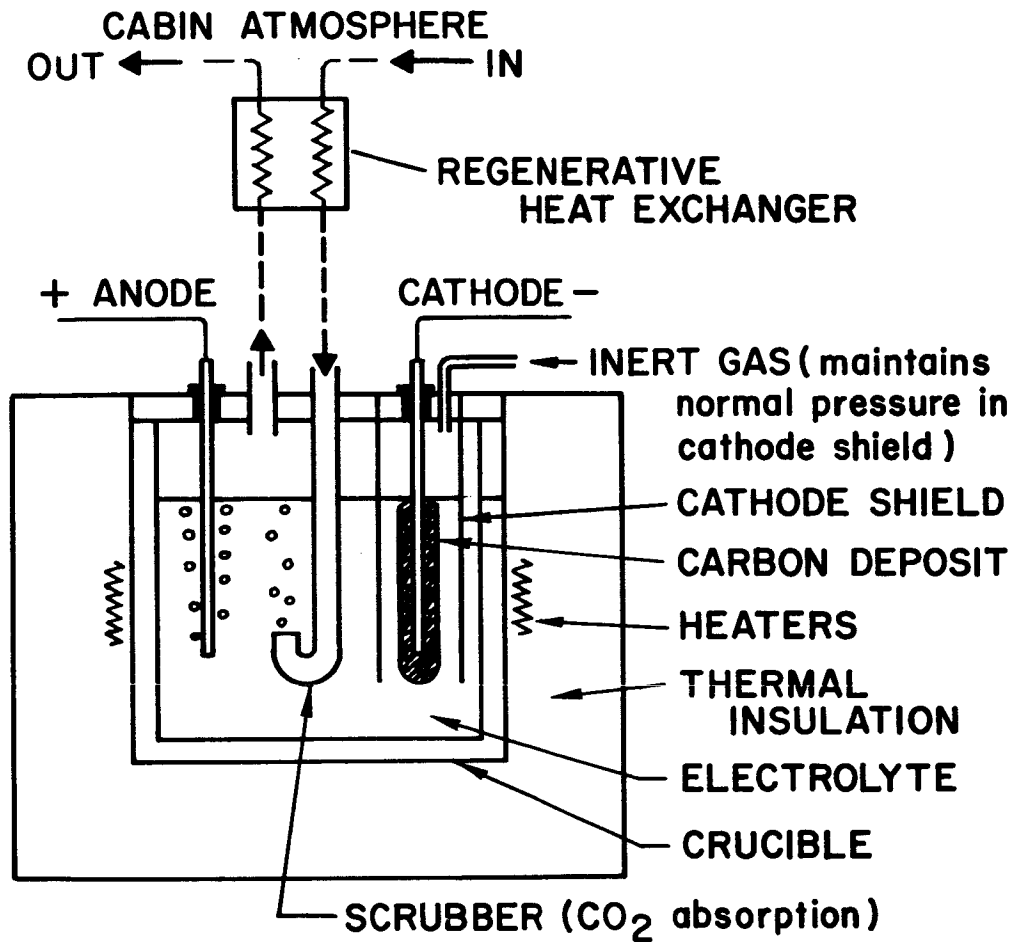 CABIN ATMOSPHERE
OUT
IN
REGENERATIVE
HEAT EXCHANGER
+ ANODE
CATHODE −
INERT GAS (maintains
normal pressure in
cathode shield)
CATHODE SHIELD
CARBON DEPOSIT
HEATERS
THERMAL
INSULATION
ELECTROLYTE
CRUCIBLE
SCRUBBER (CO₂ absorption)